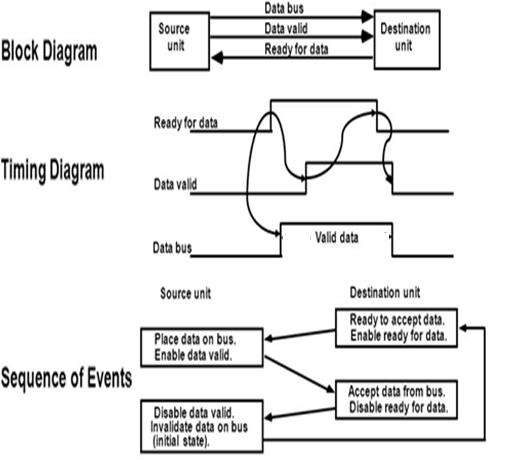 Block Diagram
Source
unit
Data bus
Data valid
Ready for data
Destination
unit
Timing Diagram
Ready for data
Data valid
Data bus
Valid data
Sequence of Events
Source unit
Destination unit
Ready to accept data.
Enable ready for data.
Place data on bus.
Enable data valid.
Accept data from bus.
Disable ready for data.
Disable data valid.
Invalidate data on bus
(initial state).